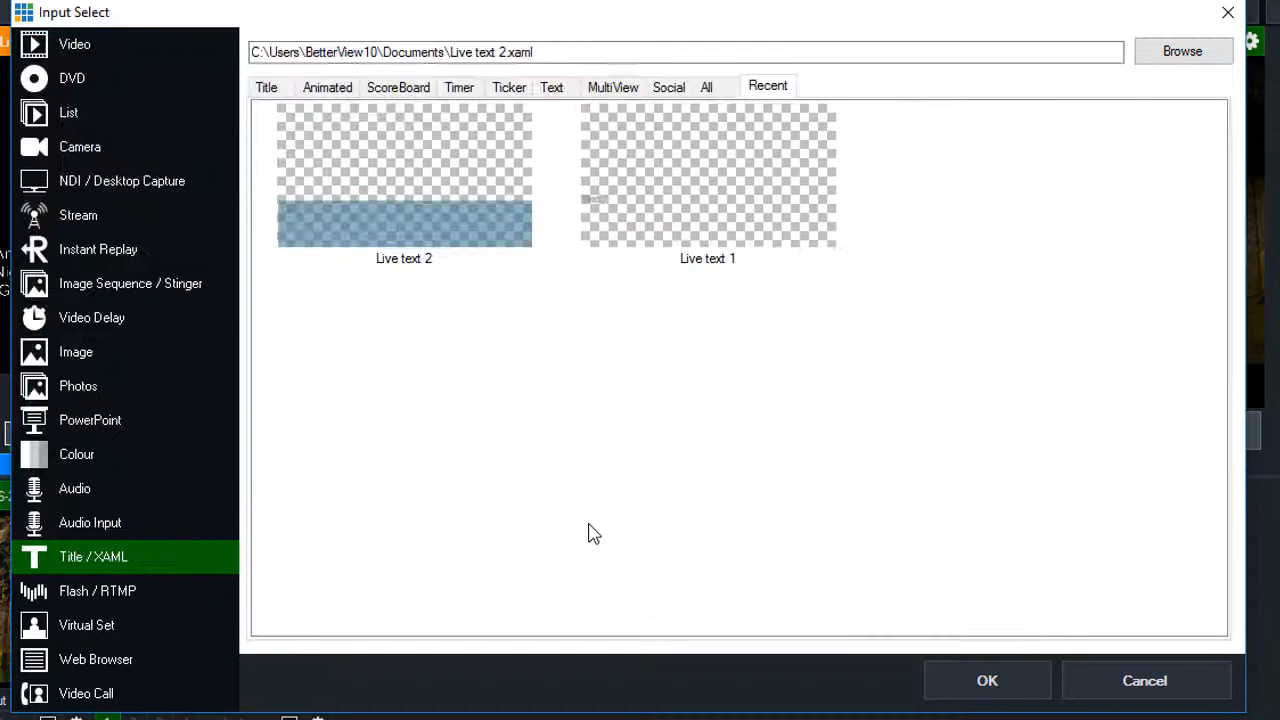 Input Select
Video
DVD
List
Camera
NDI / Desktop Capture
Stream
Instant Replay
Image Sequence / Stinger
Video Delay
Image
Photos
PowerPoint
Colour
Audio
Audio Input
Title / XAML
Flash / RTMP
Virtual Set
Web Browser
Video Call
C:\Users\BetterView10\Documents\Live text 2.xaml
Browse
Title Animated ScoreBoard Timer Ticker Text MultiView Social All Recent
Live text 2 Live text 1
OK Cancel